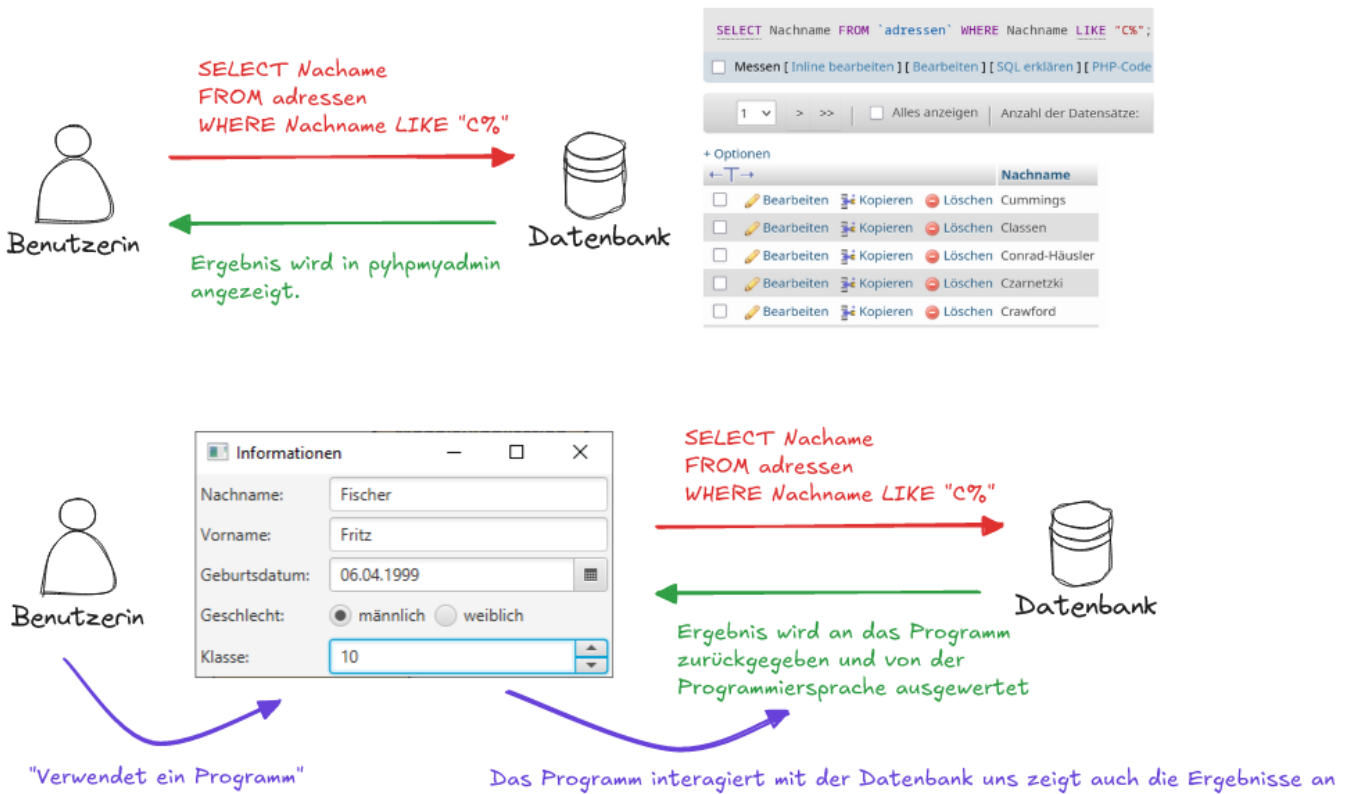 SELECT Nachname FROM `adressen` WHERE Nachname LIKE "C%";
Messen [ Inline bearbeiten ] [ Bearbeiten ] [ SQL erklären ] [ PHP-Code
1 > >> | Alles anzeigen | Anzahl der Datensätze:
+ Optionen
←T→ Nachname
Bearbeiten Kopieren Löschen Cummings
Bearbeiten Kopieren Löschen Classen
Bearbeiten Kopieren Löschen Conrad-Häusler
Bearbeiten Kopieren Löschen Czarnetzki
Bearbeiten Kopieren Löschen Crawford
SELECT Nachame
FROM adressen
WHERE Nachname LIKE "C%"
Benutzerin
Datenbank
Ergebnis wird in pyhpmyadmin
angezeigt.
Informationen
Nachname: Fischer
Vorname: Fritz
Geburtsdatum: 06.04.1999
Geschlecht: männlich weiblich
Klasse: 10
SELECT Nachame
FROM adressen
WHERE Nachname LIKE "C%"
Benutzerin
Datenbank
Ergebnis wird an das Programm
zurückgegeben und von der
Programmiersprache ausgewertet
"Verwendet ein Programm"
Das Programm interagiert mit der Datenbank uns zeigt auch die Ergebnisse an